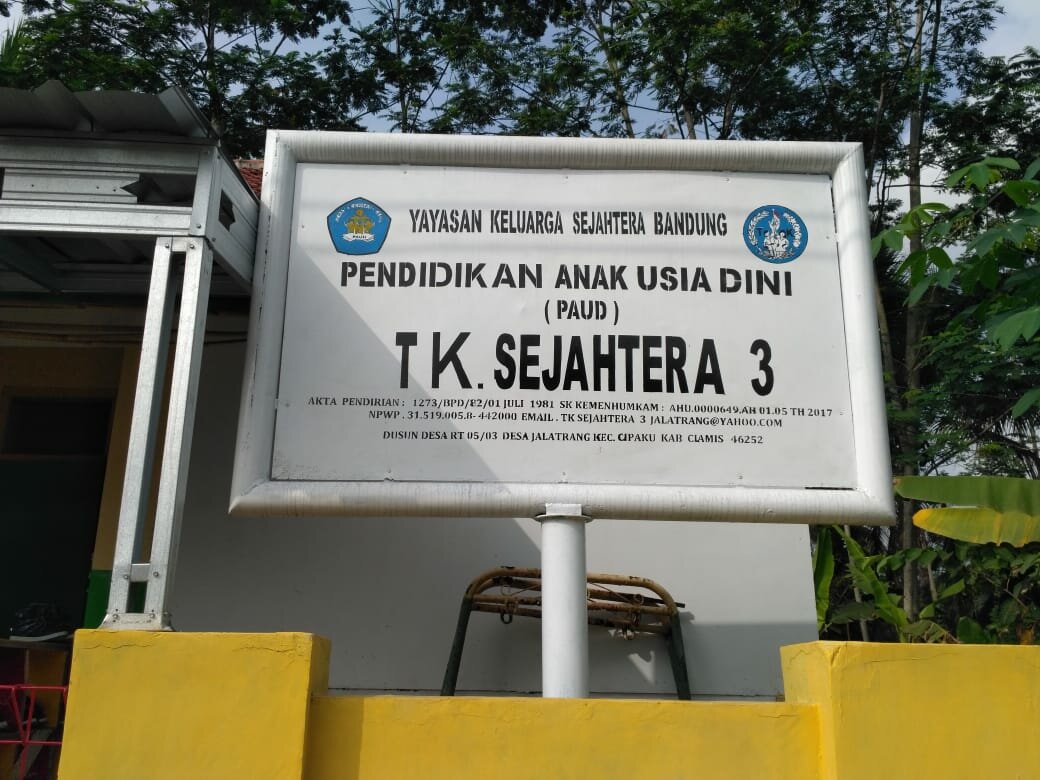 YAYASAN KELUARGA SEJAHTERA BANDUNG
PENDIDIKAN ANAK USIA DINI
( PAUD )
TK. SEJAHTERA 3
AKTA PENDIRIAN : 1273/BPD/82/01 JULI 1981 SK KEMENHUMKAM : AHU.0000649.AH 01.05 TH 2017
NPWP . 31.519.005.8- 442000 EMAIL . TK SEJAHTERA 3 JALATRANG@YAHOO.COM
DUSUN DESA RT 05/03 DESA JALATRANG KEC. CIPAKU KAB CIAMIS 46252